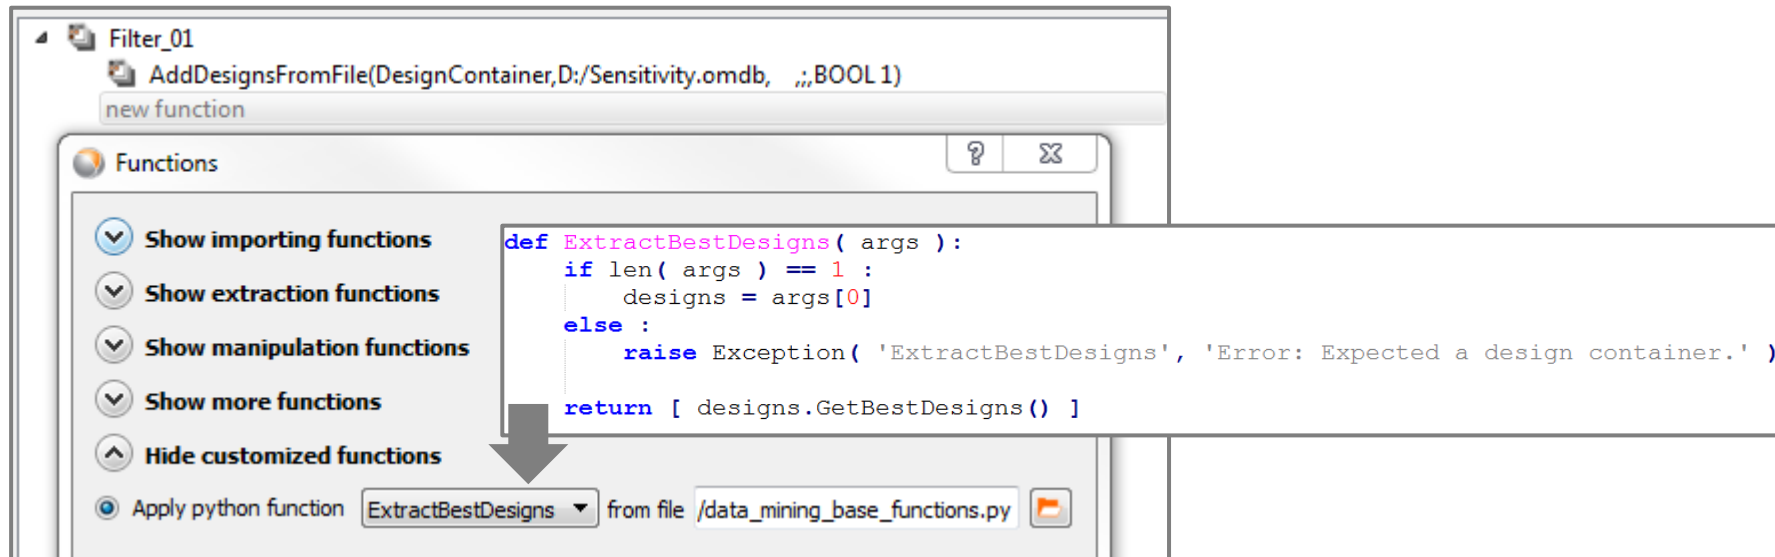 Filter_01
AddDesignsFromFile(DesignContainer,D:/Sensitivity.omdb,   ,;,BOOL 1)
new function
Functions
Show importing functions
Show extraction functions
Show manipulation functions
Show more functions
Hide customized functions
Apply python function ExtractBestDesigns from file /data_mining_base_functions.py
def ExtractBestDesigns( args ):
    if len( args ) == 1 :
        designs = args[0]
    else :
        raise Exception( 'ExtractBestDesigns', 'Error: Expected a design container.' )
    return [ designs.GetBestDesigns() ]